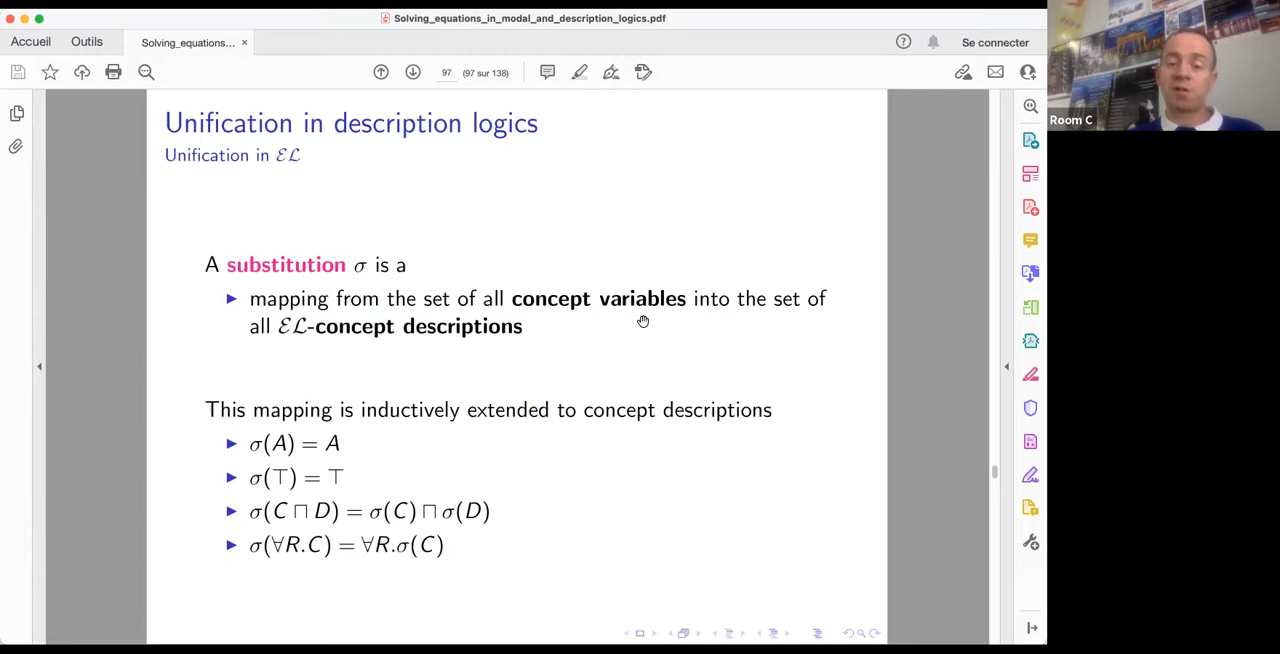 Solving_equations_in_modal_and_description_logics.pdf
Accueil Outils Solving_equations... × Se connecter
97 (97 sur 138)
Room C
Unification in description logics
Unification in ℰℒ
A substitution σ is a
▶ mapping from the set of all concept variables into the set of
all ℰℒ-concept descriptions
This mapping is inductively extended to concept descriptions
▶ σ(A) = A
▶ σ(⊤) = ⊤
▶ σ(C ⊓ D) = σ(C) ⊓ σ(D)
▶ σ(∀R.C) = ∀R.σ(C)